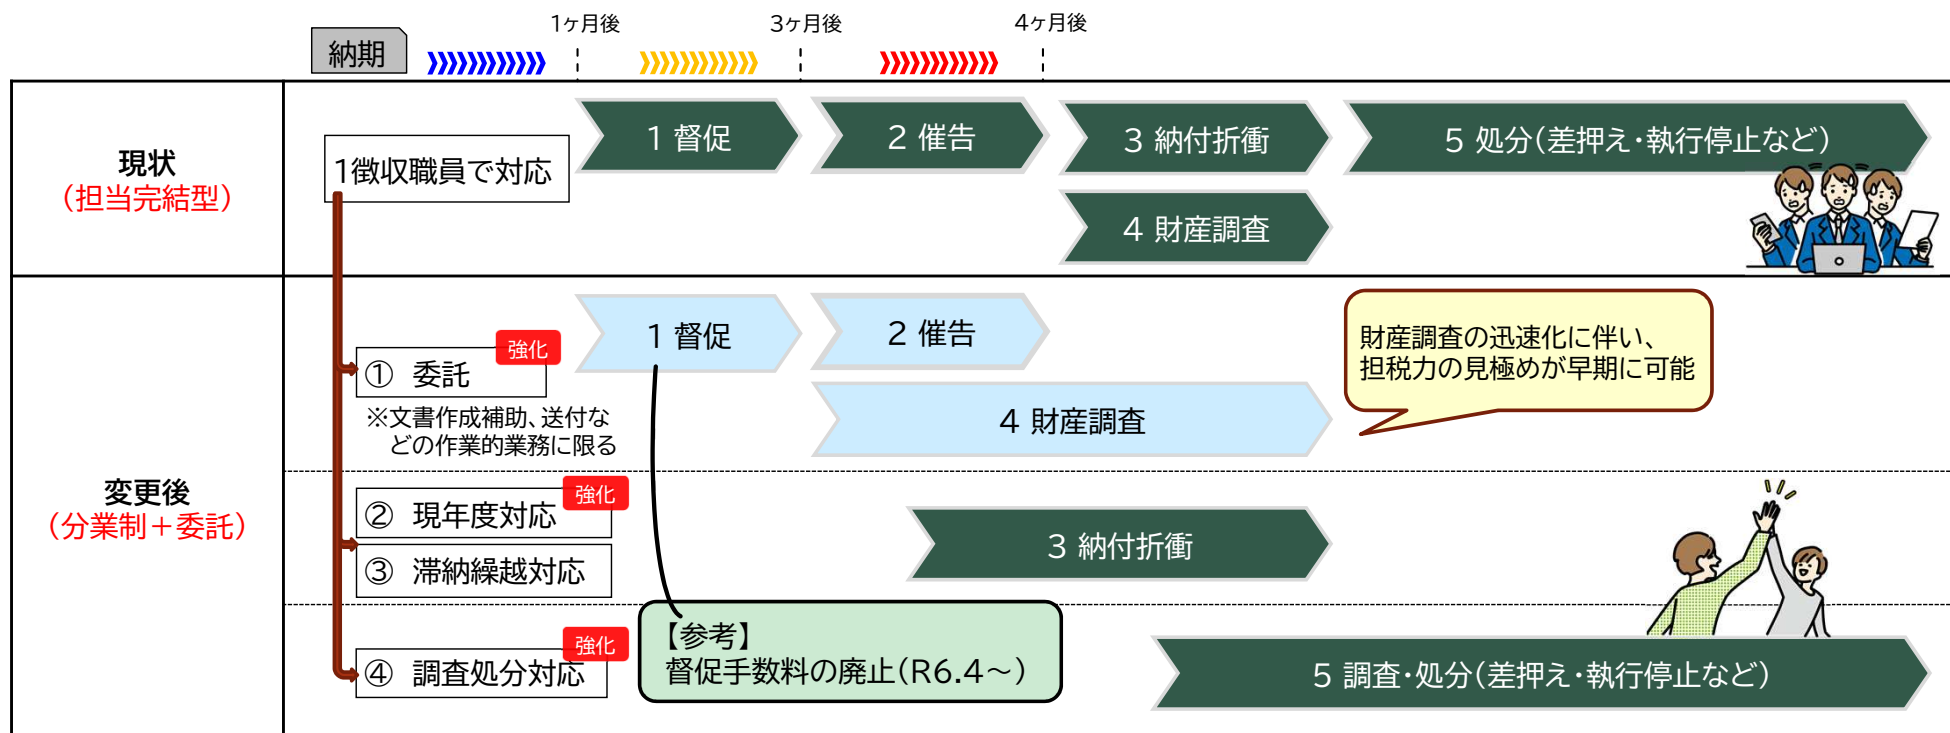 納期
1ヶ月後
3ヶ月後
4ヶ月後
現状
（担当完結型）
1徴収職員で対応
1 督促
2 催告
3 納付折衝
4 財産調査
5 処分（差押え・執行停止など）
変更後
（分業制＋委託）
① 委託
強化
※文書作成補助、送付な
どの作業的業務に限る
1 督促
2 催告
4 財産調査
財産調査の迅速化に伴い、
担税力の見極めが早期に可能
② 現年度対応
強化
③ 滞納繰越対応
3 納付折衝
④ 調査処分対応
強化
【参考】
督促手数料の廃止（R6.4～）
5 調査・処分（差押え・執行停止など）